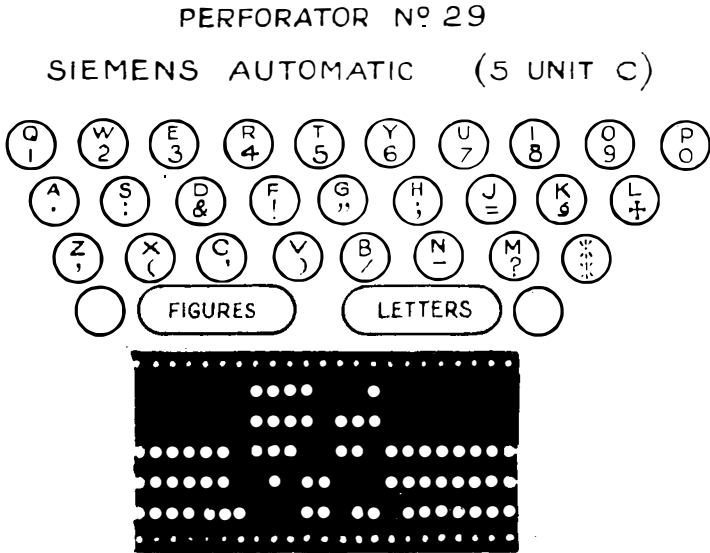 PERFORATOR Nº 29
SIEMENS AUTOMATIC (5 UNIT C)
Q W E R T Y U I O P
1 2 3 4 5 6 7 8 9 0
A S D F G H J K L
. : & ! ,, ; = +
Z X C V B N M
, ( ' ) / – ?
FIGURES LETTERS